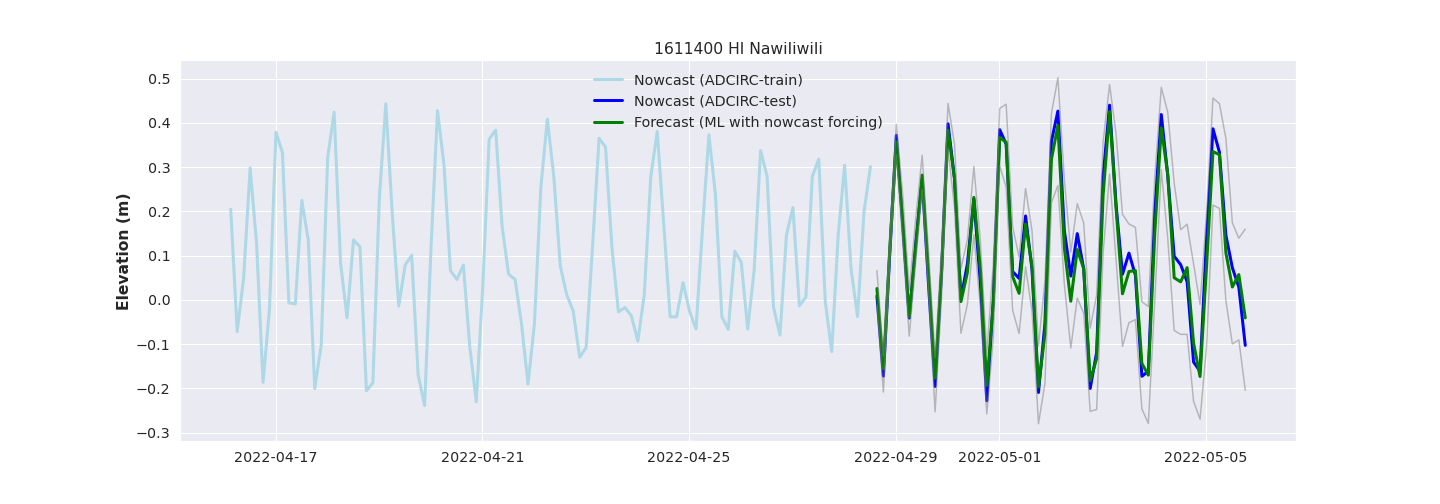 1611400 HI Nawiliwili
Nowcast (ADCIRC-train)
Nowcast (ADCIRC-test)
Forecast (ML with nowcast forcing)
Elevation (m)
0.5
0.4
0.3
0.2
0.1
0.0
−0.1
−0.2
−0.3
2022-04-17 2022-04-21 2022-04-25 2022-04-29 2022-05-01 2022-05-05